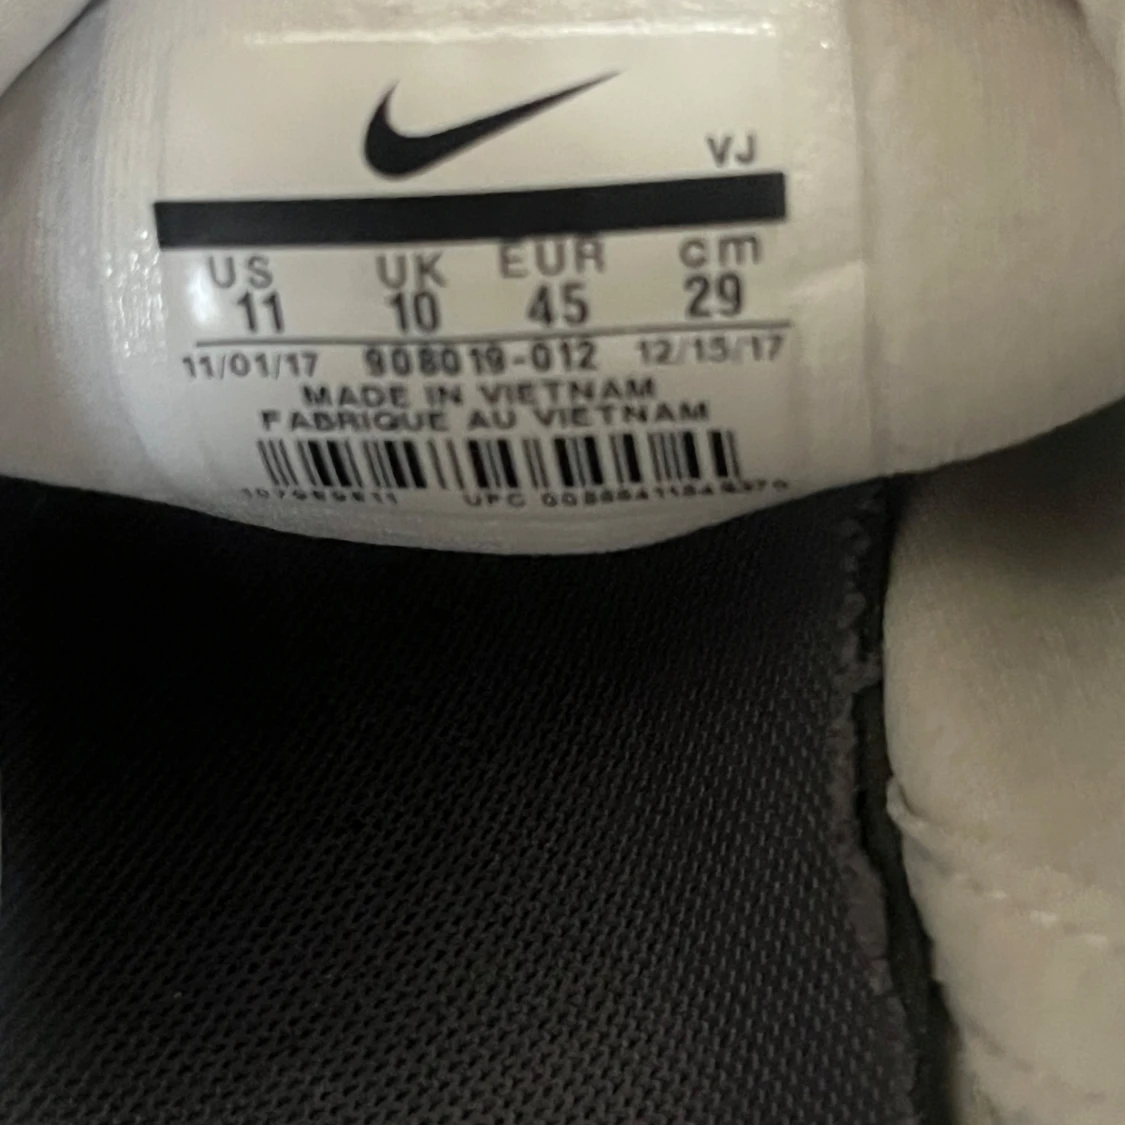 VJ
US UK EUR cm
11 10 45 29
11/01/17 908019-012 12/15/17
MADE IN VIETNAM
FABRIQUE AU VIETNAM
UPC